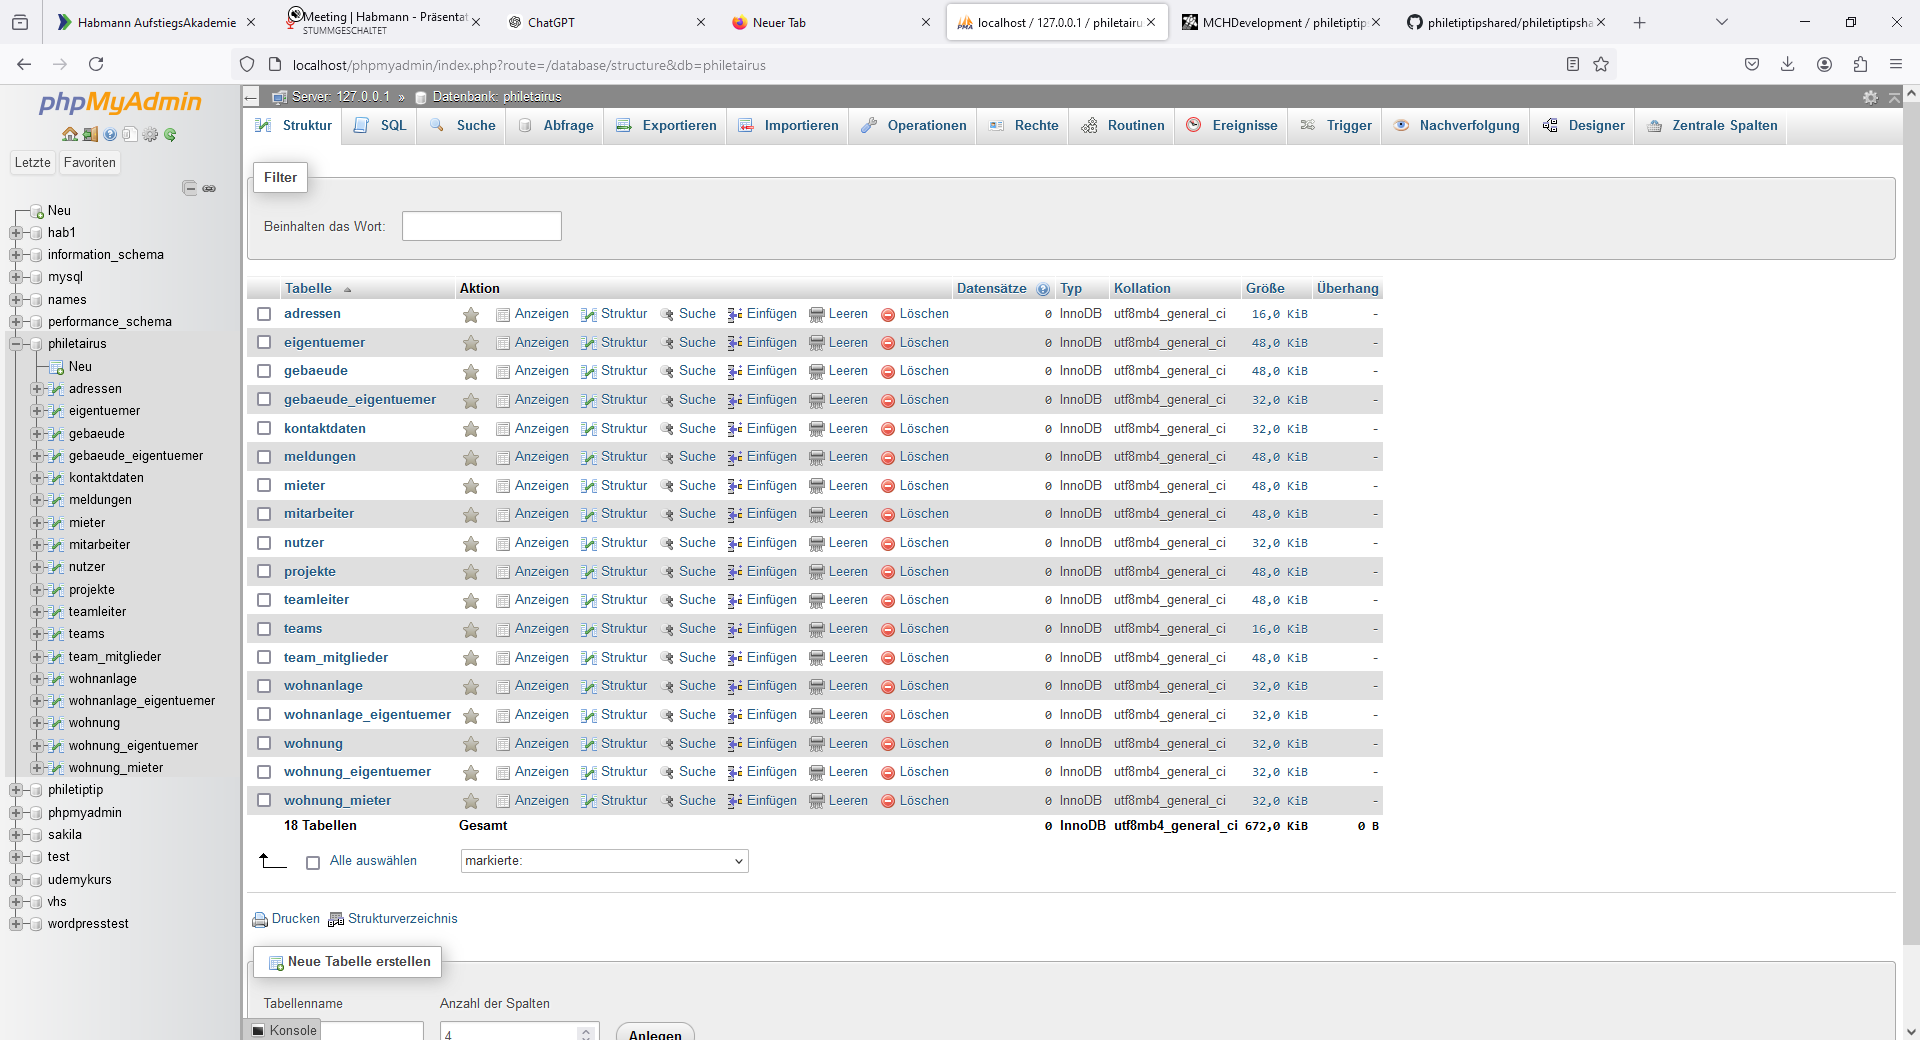 Habmann AufstiegsAkademie
Meeting | Habmann - Präsentat
STUMMGESCHALTET
ChatGPT
Neuer Tab
localhost / 127.0.0.1 / philetairu
MCHDevelopment / philetiptip
philetiptipshared/philetiptipsha
localhost/phpmyadmin/index.php?route=/database/structure&db=philetairus
phpMyAdmin
Letzte Favoriten
Neu
hab1
information_schema
mysql
names
performance_schema
philetairus
Neu
adressen
eigentuemer
gebaeude
gebaeude_eigentuemer
kontaktdaten
meldungen
mieter
mitarbeiter
nutzer
projekte
teamleiter
teams
team_mitglieder
wohnanlage
wohnanlage_eigentuemer
wohnung
wohnung_eigentuemer
wohnung_mieter
philetiptip
phpmyadmin
sakila
test
udemykurs
vhs
wordpresstest
Server: 127.0.0.1 » Datenbank: philetairus
Struktur SQL Suche Abfrage Exportieren Importieren Operationen Rechte Routinen Ereignisse Trigger Nachverfolgung Designer Zentrale Spalten
Filter
Beinhalten das Wort:
Tabelle Aktion Datensätze Typ Kollation Größe Überhang
adressen Anzeigen Struktur Suche Einfügen Leeren Löschen 0 InnoDB utf8mb4_general_ci 16,0 KiB -
eigentuemer Anzeigen Struktur Suche Einfügen Leeren Löschen 0 InnoDB utf8mb4_general_ci 48,0 KiB -
gebaeude Anzeigen Struktur Suche Einfügen Leeren Löschen 0 InnoDB utf8mb4_general_ci 48,0 KiB -
gebaeude_eigentuemer Anzeigen Struktur Suche Einfügen Leeren Löschen 0 InnoDB utf8mb4_general_ci 32,0 KiB -
kontaktdaten Anzeigen Struktur Suche Einfügen Leeren Löschen 0 InnoDB utf8mb4_general_ci 32,0 KiB -
meldungen Anzeigen Struktur Suche Einfügen Leeren Löschen 0 InnoDB utf8mb4_general_ci 48,0 KiB -
mieter Anzeigen Struktur Suche Einfügen Leeren Löschen 0 InnoDB utf8mb4_general_ci 48,0 KiB -
mitarbeiter Anzeigen Struktur Suche Einfügen Leeren Löschen 0 InnoDB utf8mb4_general_ci 48,0 KiB -
nutzer Anzeigen Struktur Suche Einfügen Leeren Löschen 0 InnoDB utf8mb4_general_ci 32,0 KiB -
projekte Anzeigen Struktur Suche Einfügen Leeren Löschen 0 InnoDB utf8mb4_general_ci 48,0 KiB -
teamleiter Anzeigen Struktur Suche Einfügen Leeren Löschen 0 InnoDB utf8mb4_general_ci 48,0 KiB -
teams Anzeigen Struktur Suche Einfügen Leeren Löschen 0 InnoDB utf8mb4_general_ci 16,0 KiB -
team_mitglieder Anzeigen Struktur Suche Einfügen Leeren Löschen 0 InnoDB utf8mb4_general_ci 48,0 KiB -
wohnanlage Anzeigen Struktur Suche Einfügen Leeren Löschen 0 InnoDB utf8mb4_general_ci 32,0 KiB -
wohnanlage_eigentuemer Anzeigen Struktur Suche Einfügen Leeren Löschen 0 InnoDB utf8mb4_general_ci 32,0 KiB -
wohnung Anzeigen Struktur Suche Einfügen Leeren Löschen 0 InnoDB utf8mb4_general_ci 32,0 KiB -
wohnung_eigentuemer Anzeigen Struktur Suche Einfügen Leeren Löschen 0 InnoDB utf8mb4_general_ci 32,0 KiB -
wohnung_mieter Anzeigen Struktur Suche Einfügen Leeren Löschen 0 InnoDB utf8mb4_general_ci 32,0 KiB -
18 Tabellen Gesamt 0 InnoDB utf8mb4_general_ci 672,0 KiB 0 B
Alle auswählen markierte:
Drucken Strukturverzeichnis
Neue Tabelle erstellen
Tabellenname Anzahl der Spalten
Konsole 4 Anlegen